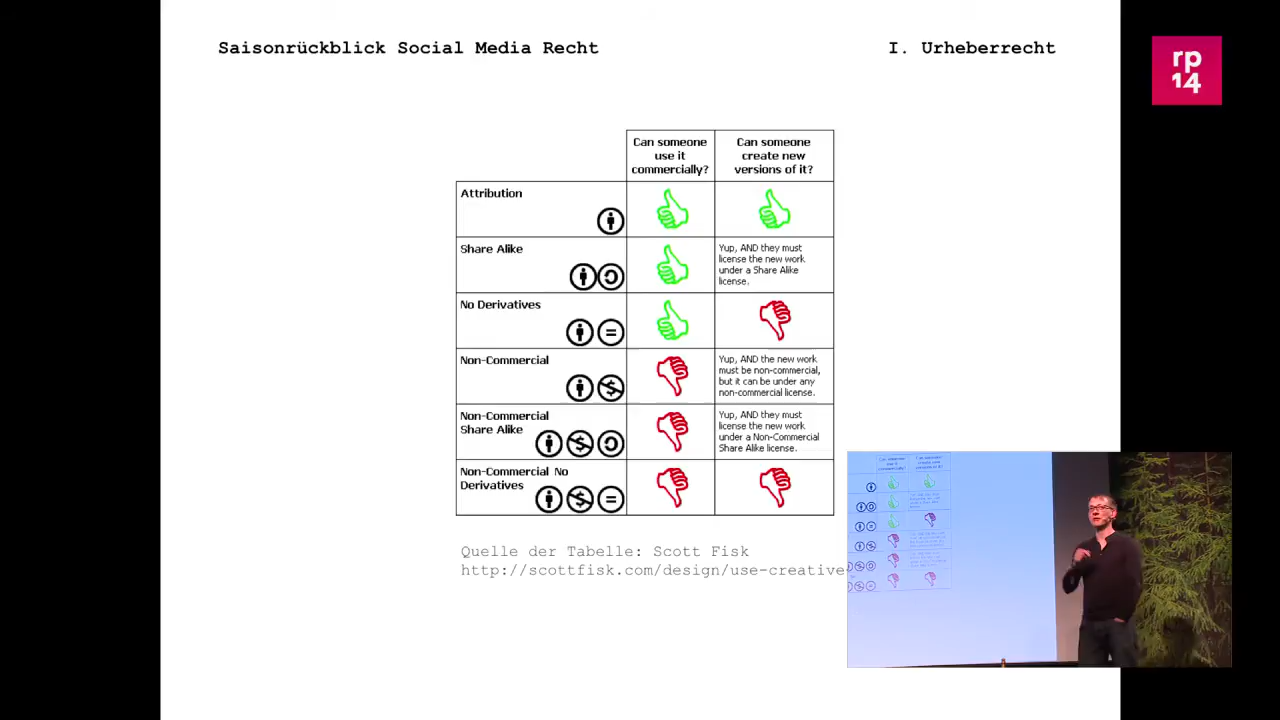 Saisonrückblick Social Media Recht
I. Urheberrecht
rp
14
Can someone
use it
commercially?
Can someone
create new
versions of it?
Attribution
Share Alike
Yup, AND they must
license the new work
under a Share Alike
license.
No Derivatives
Non-Commercial
Yup, AND the new work
must be non-commercial,
but it can be under any
non-commercial license.
Non-Commercial
Share Alike
Yup, AND they must
license the new work
under a Non-Commercial
Share Alike license.
Non-Commercial No
Derivatives
Quelle der Tabelle: Scott Fisk
http://scottfisk.com/design/use-creative